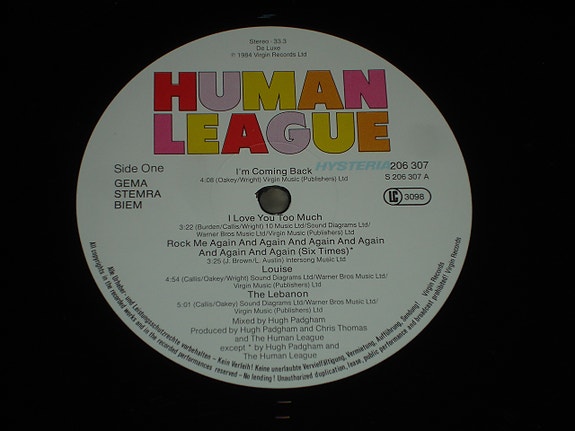 Stereo · 33.3
De Luxe
℗ 1984 Virgin Records Ltd
HUMAN
LEAGUE
HYSTERIA
Side One
206 307
S 206 307 A
GEMA
STEMRA
BIEM
LC 3098
I'm Coming Back
4:08 (Oakey/Wright) Virgin Music (Publishers) Ltd
I Love You Too Much
3:22 (Burden/Callis/Oakey) 10 Music Ltd/Sound Diagrams Ltd/
Warner Bros Music Ltd/Virgin Music (Publishers) Ltd
Rock Me Again And Again And Again And Again
And Again And Again (Six Times)*
3:25 (J. Brown/L. Austin) Intersong Music Ltd
Louise
4:54 (Callis/Oakey/Wright) Sound Diagrams Ltd/Warner Bros Music Ltd/
Virgin Music (Publishers) Ltd
The Lebanon
5:01 (Callis/Oakey) Sound Diagrams Ltd/Warner Bros Music Ltd/
Virgin Music (Publishers) Ltd
Mixed by Hugh Padgham
Produced by Hugh Padgham and Chris Thomas
and The Human League
except * by Hugh Padgham and
The Human League
Alle Urheber- und Leistungsschutzrechte vorbehalten – Kein Verleih! Keine unerlaubte Vervielfältigung, Vermietung, Aufführung, Sendung! Virgin Records
All copyrights in the recorded works and in the recorded performances reserved – No lending! Unauthorized duplication, lease, public performance and broadcast prohibited! Virgin Records